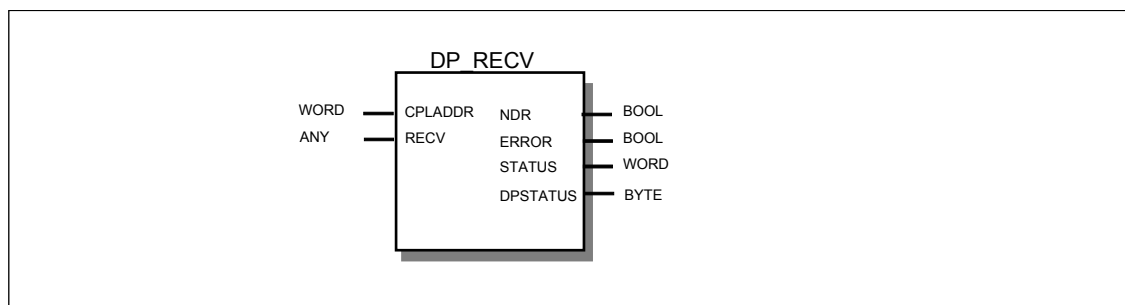 DP_RECV
WORD CPLADDR NDR BOOL
ANY RECV ERROR BOOL
STATUS WORD
DPSTATUS BYTE